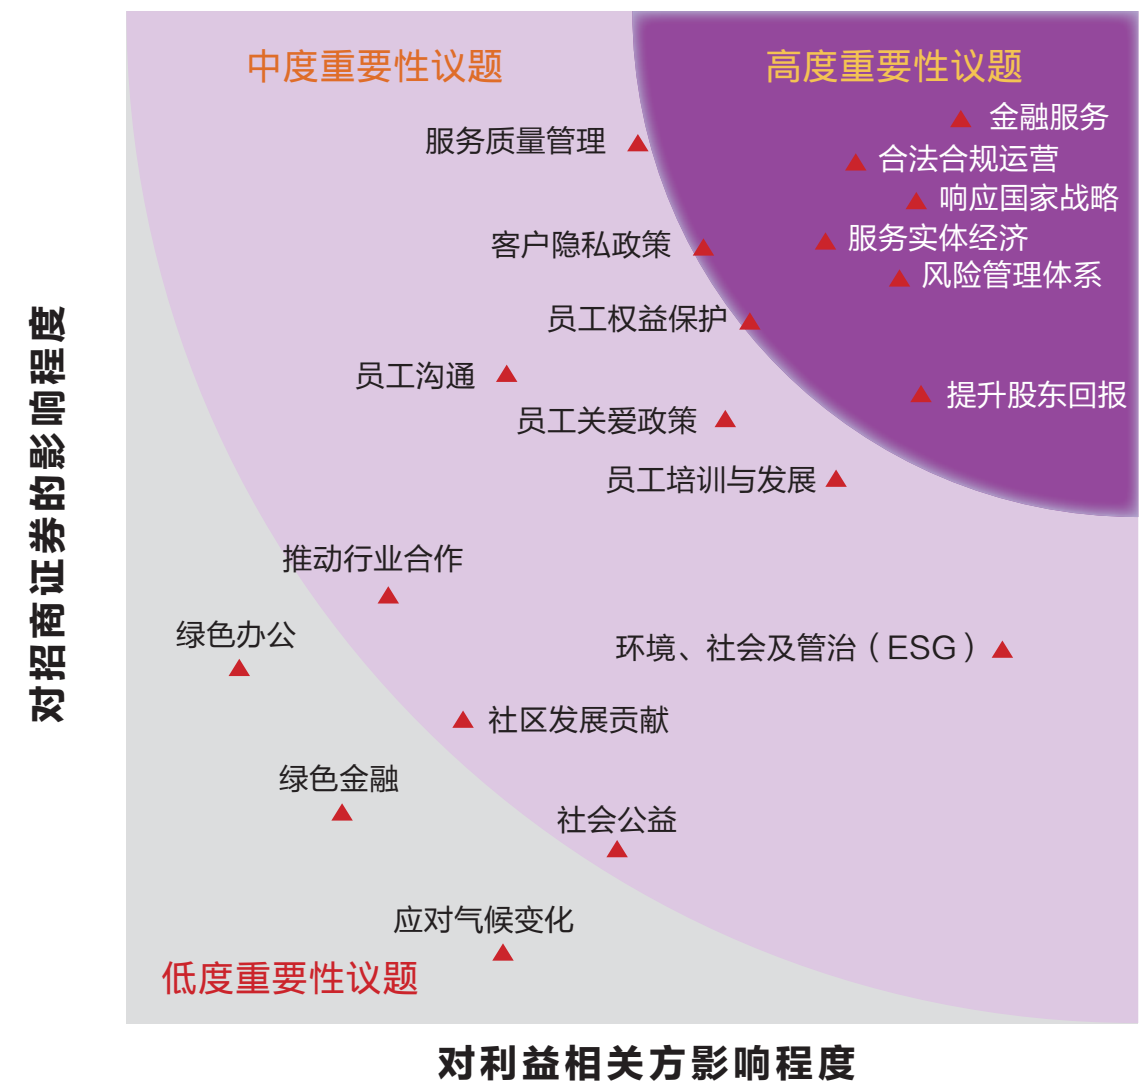 中度重要性议题
高度重要性议题
金融服务
服务质量管理
合法合规运营
响应国家战略
服务实体经济
客户隐私政策
风险管理体系
员工权益保护
员工沟通
提升股东回报
员工关爱政策
员工培训与发展
推动行业合作
绿色办公
环境、社会及管治（ESG）
社区发展贡献
绿色金融
社会公益
应对气候变化
低度重要性议题
对招商证券的影响程度
对利益相关方影响程度